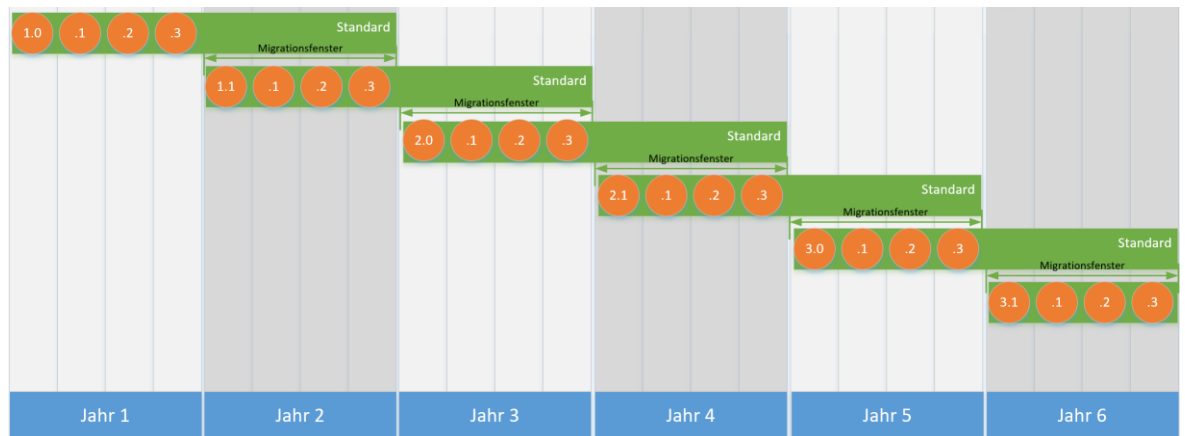 1.0 .1 .2 .3 Standard
Migrationsfenster
1.1 .1 .2 .3 Standard
Migrationsfenster
2.0 .1 .2 .3 Standard
Migrationsfenster
2.1 .1 .2 .3 Standard
Migrationsfenster
3.0 .1 .2 .3 Standard
Migrationsfenster
3.1 .1 .2 .3
Jahr 1 Jahr 2 Jahr 3 Jahr 4 Jahr 5 Jahr 6